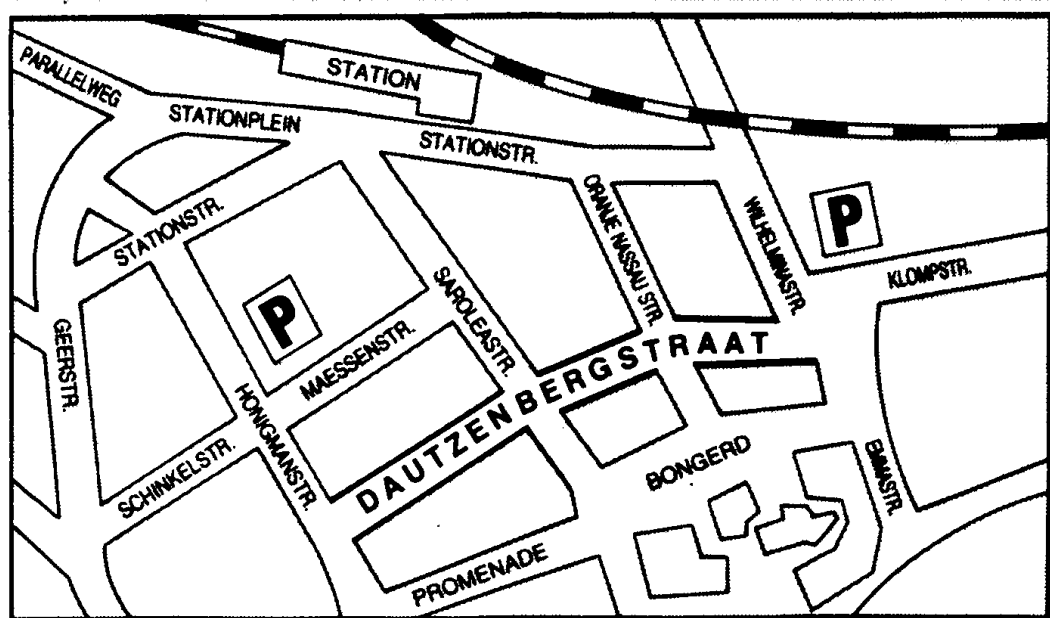 PARALLELWEG
STATION
STATIONPLEIN
STATIONSTR.
ORANJE NASSAU STR.
WILHELMINASTR.
P
KLOMPSTR.
STATIONSTR.
SAROLEASTR.
P
GEERSTR.
MAESSENSTR.
HONIGMANSTR.
DAUTZENBERGSTRAAT
SCHINKELSTR.
BONGERD
EMMASTR.
PROMENADE